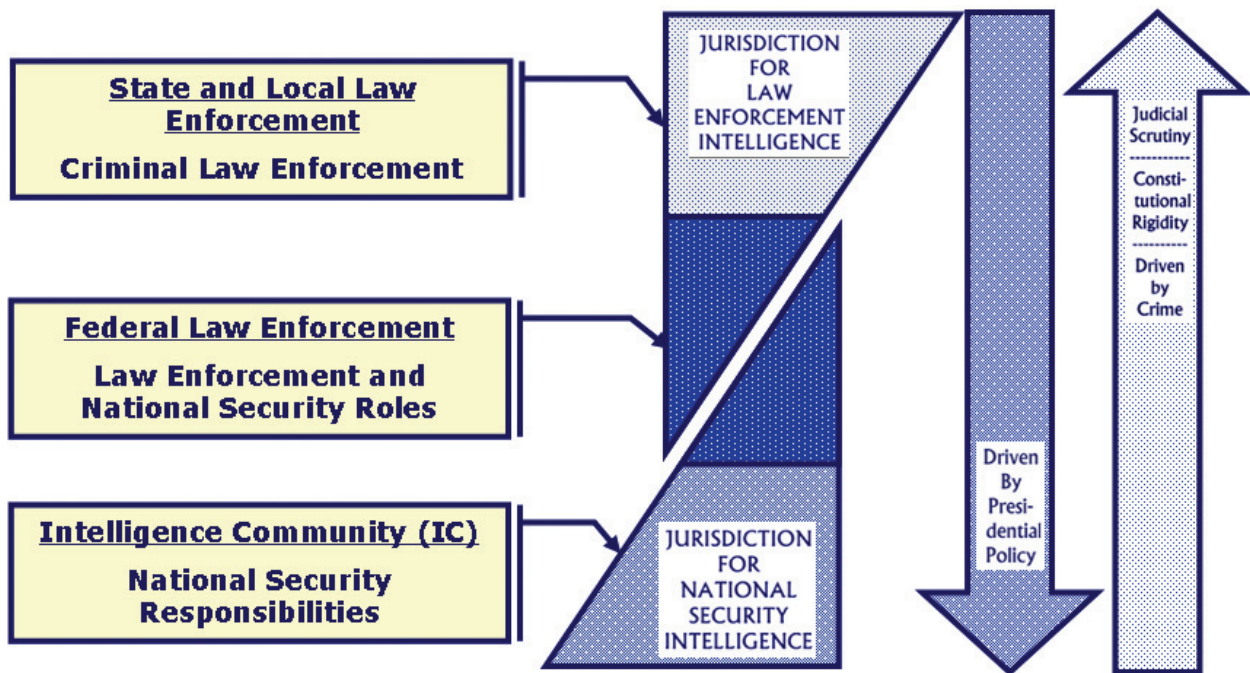 State and Local Law
Enforcement
Criminal Law Enforcement
Federal Law Enforcement
Law Enforcement and
National Security Roles
Intelligence Community (IC)
National Security
Responsibilities
JURISDICTION
FOR
LAW
ENFORCEMENT
INTELLIGENCE
JURISDICTION
FOR
NATIONAL
SECURITY
INTELLIGENCE
Driven
By
Presi-
dential
Policy
Judicial
Scrutiny
----------
Consti-
tutional
Rigidity
----------
Driven
by
Crime